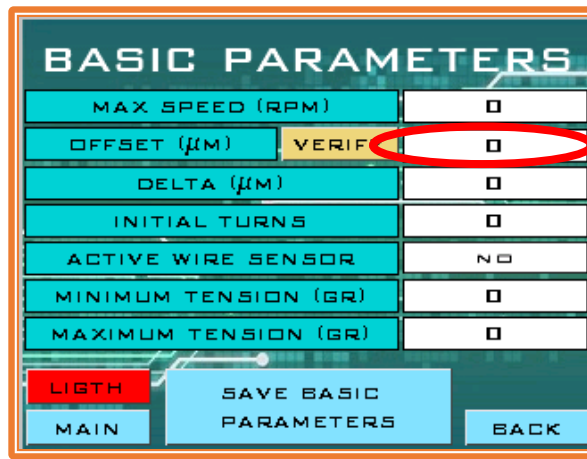 BASIC PARAMETERS
MAX SPEED (RPM) 0
OFFSET (μM) VERIF 0
DELTA (μM) 0
INITIAL TURNS 0
ACTIVE WIRE SENSOR NO
MINIMUM TENSION (GR) 0
MAXIMUM TENSION (GR) 0
LIGTH
SAVE BASIC
PARAMETERS
MAIN
BACK